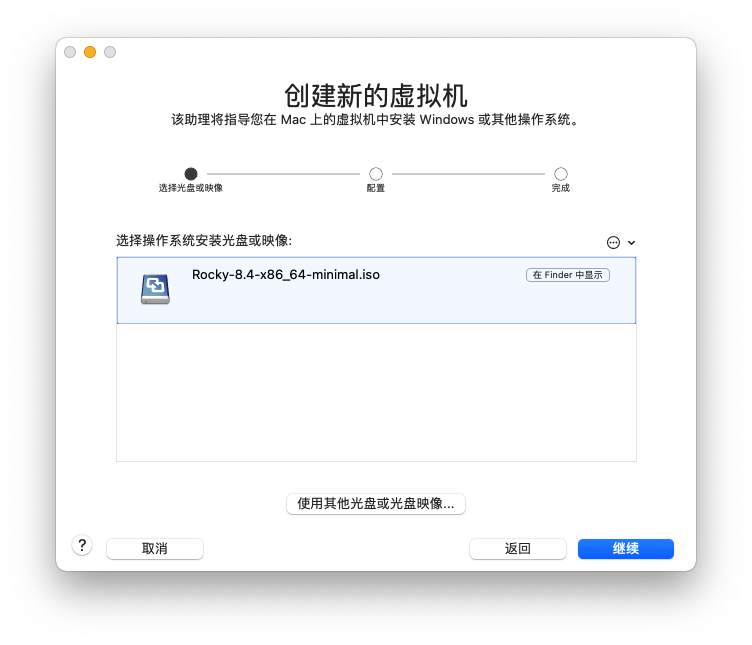 创建新的虚拟机
该助理将指导您在 Mac 上的虚拟机中安装 Windows 或其他操作系统。
选择光盘或映像
配置
完成
选择操作系统安装光盘或映像:
Rocky-8.4-x86_64-minimal.iso
在 Finder 中显示
使用其他光盘或光盘映像...
?
取消
返回
继续